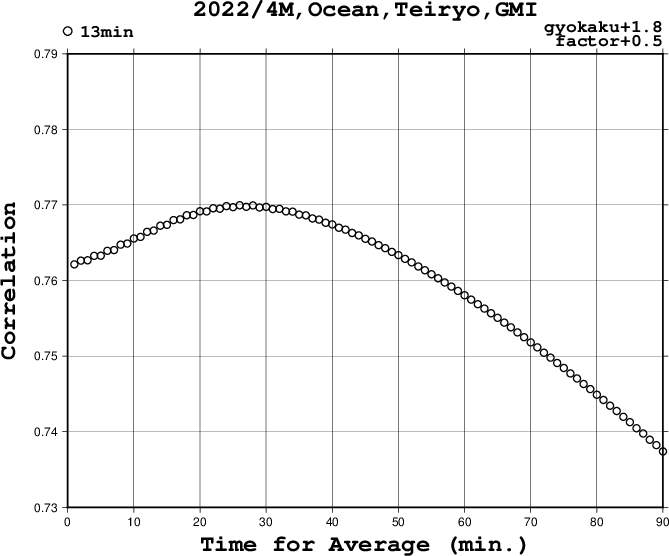 2022/4M,Ocean,Teiryo,GMI
13min
gyokaku+1.8
factor+0.5
0.79
0.78
0.77
0.76
0.75
0.74
0.73
Correlation
0 10 20 30 40 50 60 70 80 90
Time for Average (min.)